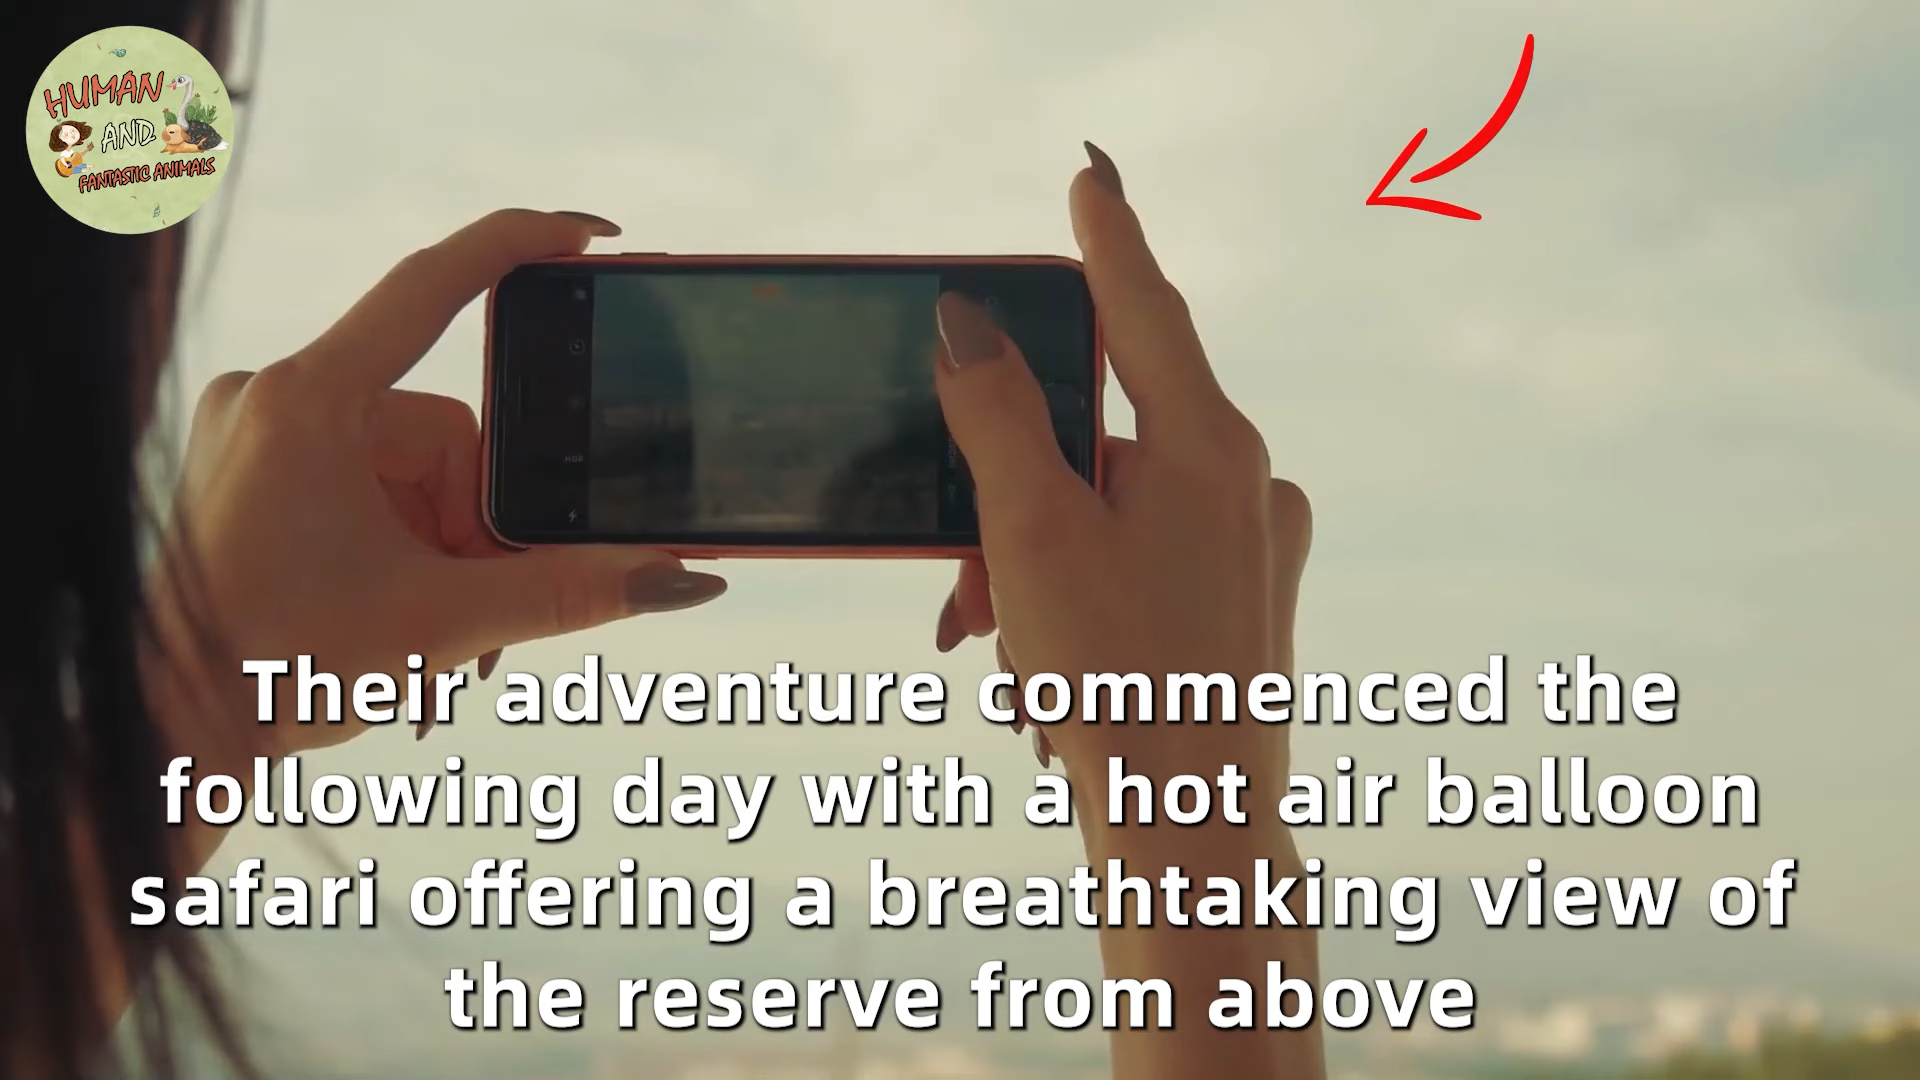 HUMAN
AND
FANTASTIC ANIMALS
HDR
Their adventure commenced the
following day with a hot air balloon
safari offering a breathtaking view of
the reserve from above